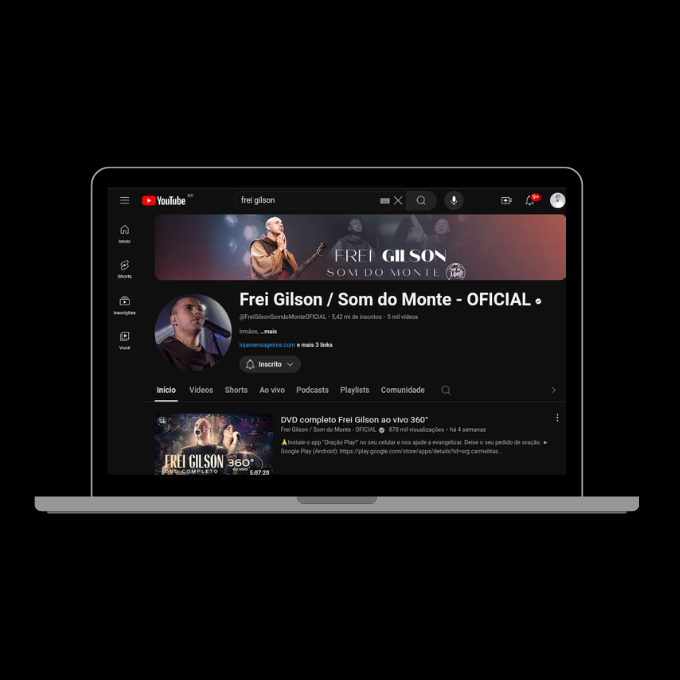 YouTube BR
frei gilson
9+
Início
Shorts
Inscrições
Você
FREI GILSON
SOM DO MONTE
Frei Gilson / Som do Monte - OFICIAL
@FreiGilsonSomdoMonteOFICIAL · 5,42 mi de inscritos · 5 mil vídeos
Irmãos, ...mais
lojamensageiros.com e mais 3 links
Inscrito
Início Vídeos Shorts Ao vivo Podcasts Playlists Comunidade
FREI GILSON 360°
DVD COMPLETO
5:07:20
DVD completo Frei Gilson ao vivo 360°
Frei Gilson / Som do Monte - OFICIAL 878 mil visualizações · há 4 semanas
Instale o app "Oração Play!" no seu celular e nos ajude a evangelizar. Deixe o seu pedido de oração. ►
Google Play (Android): https://play.google.com/store/apps/details?id=org.carmelitas...